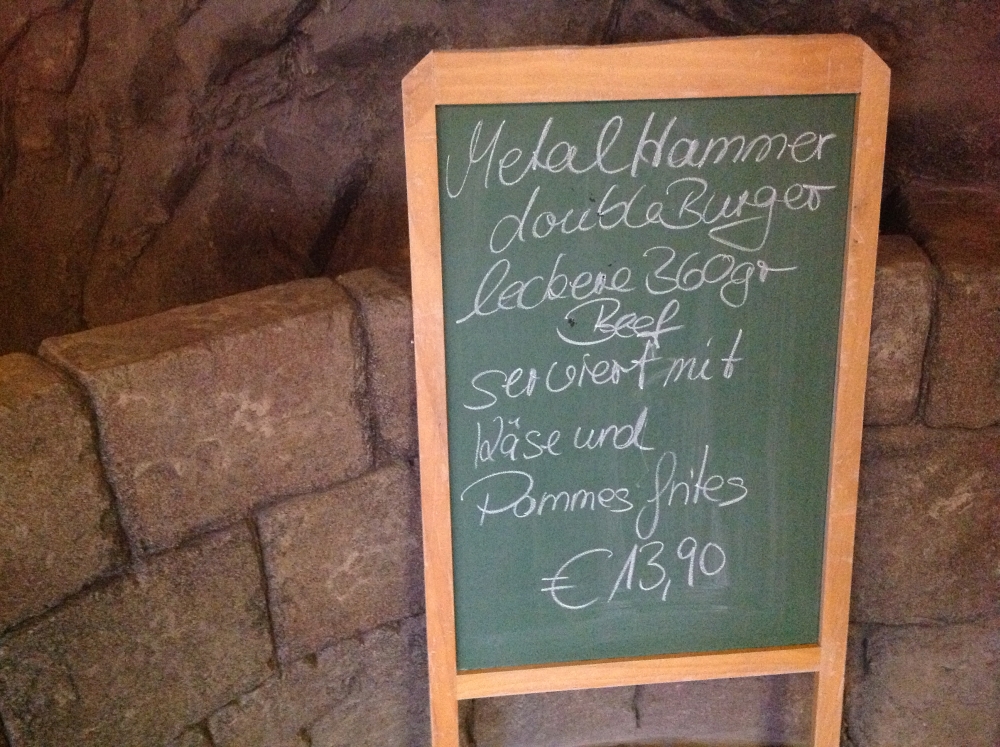 Metal Hammer
double Burger
leckere 360gr
Beef
serviert mit
Käse und
Pommes frites
€ 13,90